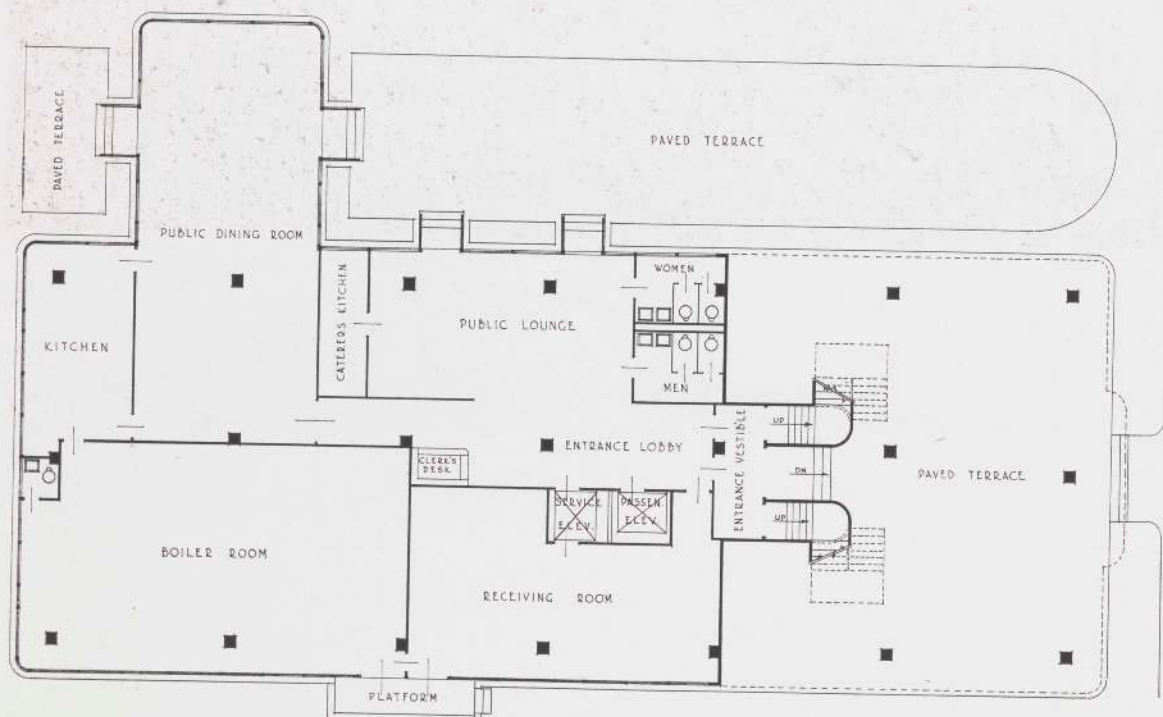 PAVED TERRACE
PAVED TERRACE
PUBLIC DINING ROOM
WOMEN
CATERERS KITCHEN
PUBLIC LOUNGE
KITCHEN
MEN
UP
ENTRANCE VESTIBLE
ENTRANCE LOBBY
CLERK'S
DESK
DN
PAVED TERRACE
SERVICE
ELEV.
PASSEN
ELEV.
UP
BOILER ROOM
RECEIVING ROOM
PLATFORM